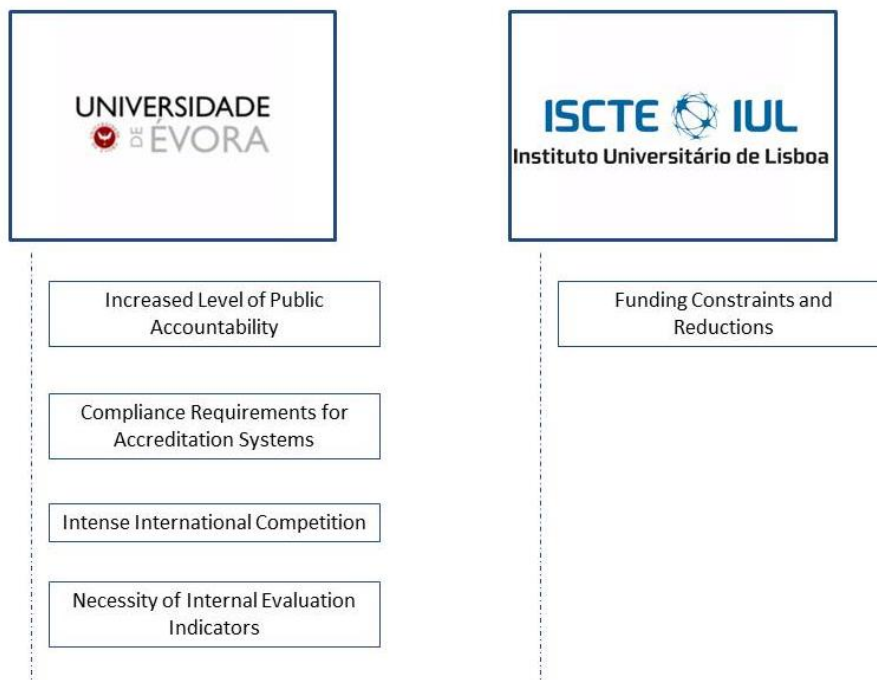 UNIVERSIDADE
DE ÉVORA
ISCTE IUL
Instituto Universitário de Lisboa
Increased Level of Public
Accountability
Compliance Requirements for
Accreditation Systems
Intense International Competition
Necessity of Internal Evaluation
Indicators
Funding Constraints and
Reductions